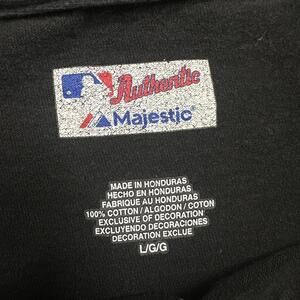 Authentic
Majestic®
MADE IN HONDURAS
HECHO EN HONDURAS
FABRIQUE AU HONDURAS
100% COTTON / ALGODON / COTON
EXCLUSIVE OF DECORATION
EXCLUYENDO DECORACIONES
DECORATION EXCLUE
L/G/G